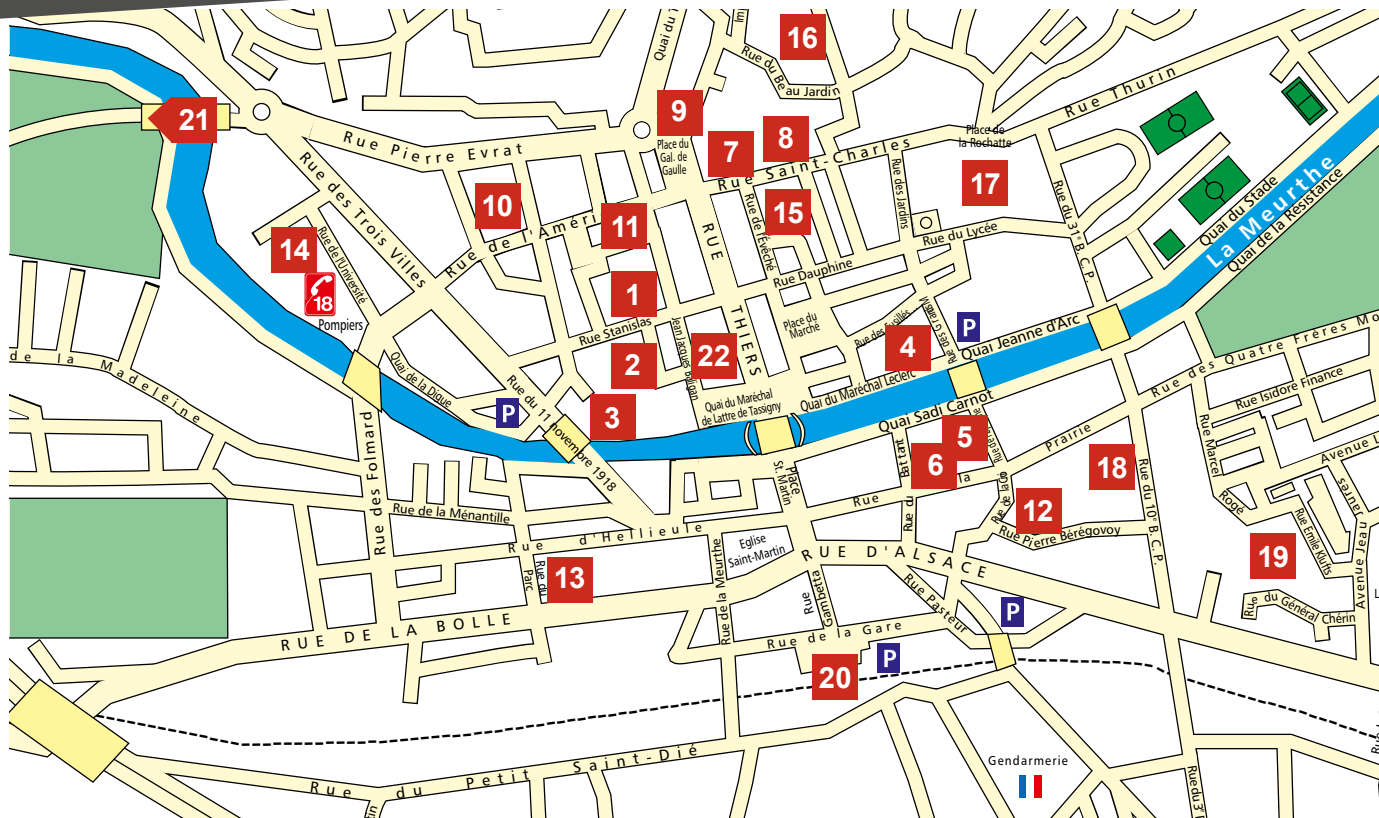 16
Quai du
Rue du Beau Jardin
Rue Thurin
21
9
Rue Pierre Evrat
Place du
Gal. de
Gaulle
7
8
Rue Saint-Charles
Place de
la Rochatte
17
Rue des Trois Villes
10
11
15
Rue de l'Améri
RUE THIERS
Rue de l'Evêché
Rue des Jardins
Rue du Lycée
Rue du 31e B.C.P.
Quai du Stade
La Meurthe
Quai de la Résistance
14
Rue de l'Université
18
Pompiers
1
Rue Dauphine
Rue Stanislas
Place du
Marché
Rue des Fusillés
4
P
Quai Jeanne d'Arc
2
22
de la Madeleine
Quai de la Digue
Rue du 11 novembre 1918
P
3
Quai du Maréchal
de Lattre de Tassigny
Quai du Maréchal Leclerc
Quai Sadi Carnot
Rue des Quatre Frères Mo
Rue Isidore Finance
Rue Marcel
Rogé
Avenue L
5
6
Rue de la Prairie
18
12
Rue Pierre Bérégovoy
Rue du 10e B.C.P.
Place
St. Martin
Rue des Folmard
Rue de la Ménantille
Rue d'Hellieule
Eglise
Saint-Martin
RUE D'ALSACE
13
Rue du
Parc
19
Rue du Général Chérin
Avenue Jean Jaures
RUE DE LA BOLLE
Rue de la Meurthe
Rue
Gambetta
Rue Pasteur
P
Rue de la Gare
P
20
Rue du Petit Saint-Dié
Gendarmerie
Rue du 3e